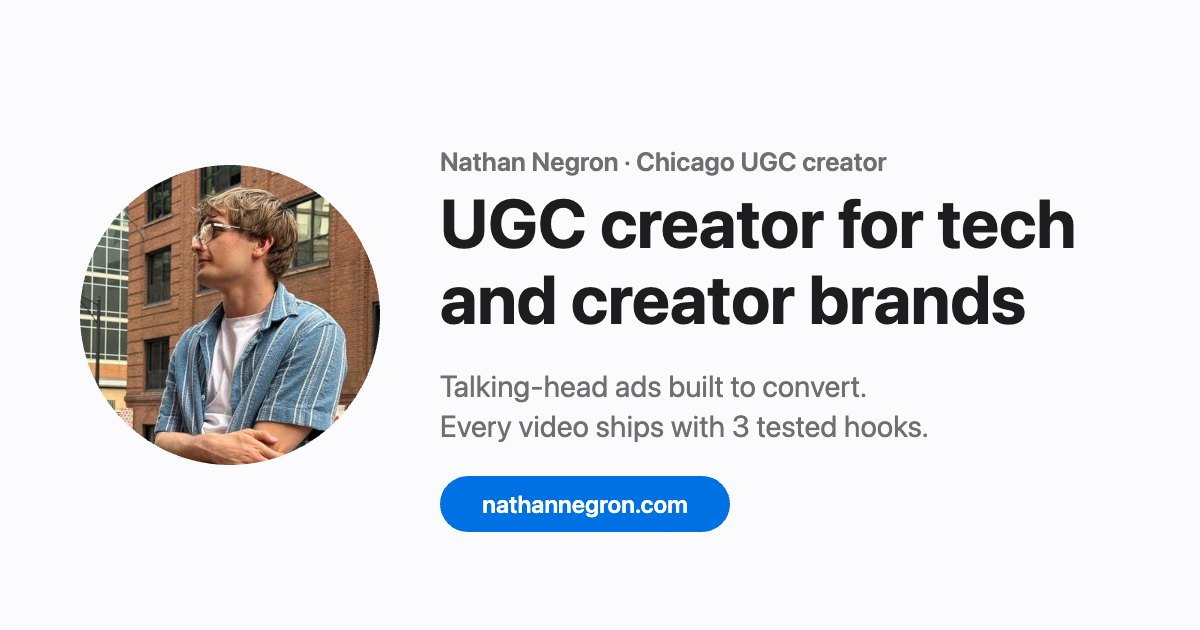 Nathan Negron · Chicago UGC creator
UGC creator for tech
and creator brands
Talking-head ads built to convert.
Every video ships with 3 tested hooks.
nathannegron.com